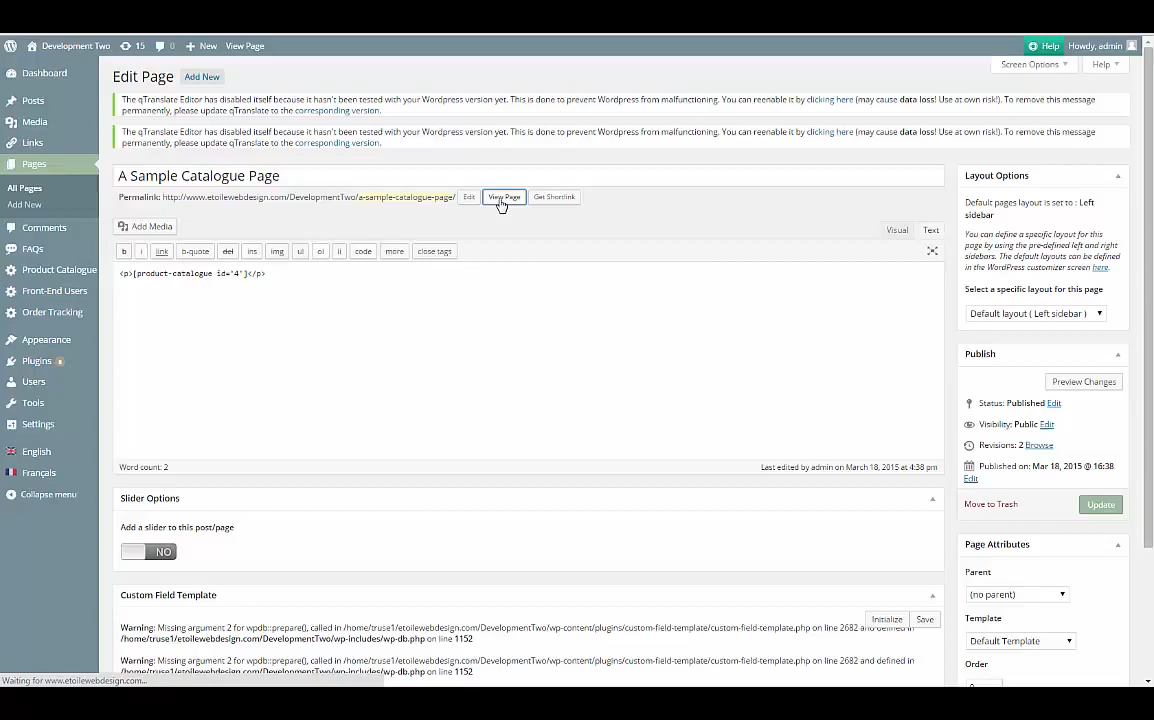 Development Two 15 0 New View Page Help Howdy, admin
Dashboard
Posts
Media
Links
Pages
All Pages
Add New
Comments
FAQs
Product Catalogue
Front-End Users
Order Tracking
Appearance
Plugins 8
Users
Tools
Settings
English
Français
Collapse menu
Screen Options Help
Edit Page Add New
The qTranslate Editor has disabled itself because it hasn't been tested with your Wordpress version yet. This is done to prevent Wordpress from malfunctioning. You can reenable it by clicking here (may cause data loss! Use at own risk!). To remove this message
permanently, please update qTranslate to the corresponding version.
The qTranslate Editor has disabled itself because it hasn't been tested with your Wordpress version yet. This is done to prevent Wordpress from malfunctioning. You can reenable it by clicking here (may cause data loss! Use at own risk!). To remove this message
permanently, please update qTranslate to the corresponding version.
A Sample Catalogue Page
Permalink: http://www.etoilewebdesign.com/DevelopmentTwo/a-sample-catalogue-page/ Edit View Page Get Shortlink
Add Media
Visual Text
b i link b-quote del ins img ul ol li code more close tags
<p>[product-catalogue id="4"]</p>
Word count: 2 Last edited by admin on March 18, 2015 at 4:38 pm
Slider Options
Add a slider to this post/page
NO
Custom Field Template
Initialize Save
Warning: Missing argument 2 for wpdb::prepare(), called in /home/truse1/etoilewebdesign.com/DevelopmentTwo/wp-content/plugins/custom-field-template/custom-field-template.php on line 2682 and defined in
/home/truse1/etoilewebdesign.com/DevelopmentTwo/wp-includes/wp-db.php on line 1152
Warning: Missing argument 2 for wpdb::prepare(), called in /home/truse1/etoilewebdesign.com/DevelopmentTwo/wp-content/plugins/custom-field-template/custom-field-template.php on line 2682 and defined in
/home/truse1/etoilewebdesign.com/DevelopmentTwo/wp-includes/wp-db.php on line 1152
Layout Options
Default pages layout is set to : Left
sidebar
You can define a specific layout for this
page by using the pre-defined left and right
sidebars. The default layouts can be defined
in the WordPress customizer screen here.
Select a specific layout for this page
Default layout ( Left sidebar )
Publish
Preview Changes
Status: Published Edit
Visibility: Public Edit
Revisions: 2 Browse
Published on: Mar 18, 2015 @ 16:38
Edit
Move to Trash Update
Page Attributes
Parent
(no parent)
Template
Default Template
Order
Waiting for www.etoilewebdesign.com...